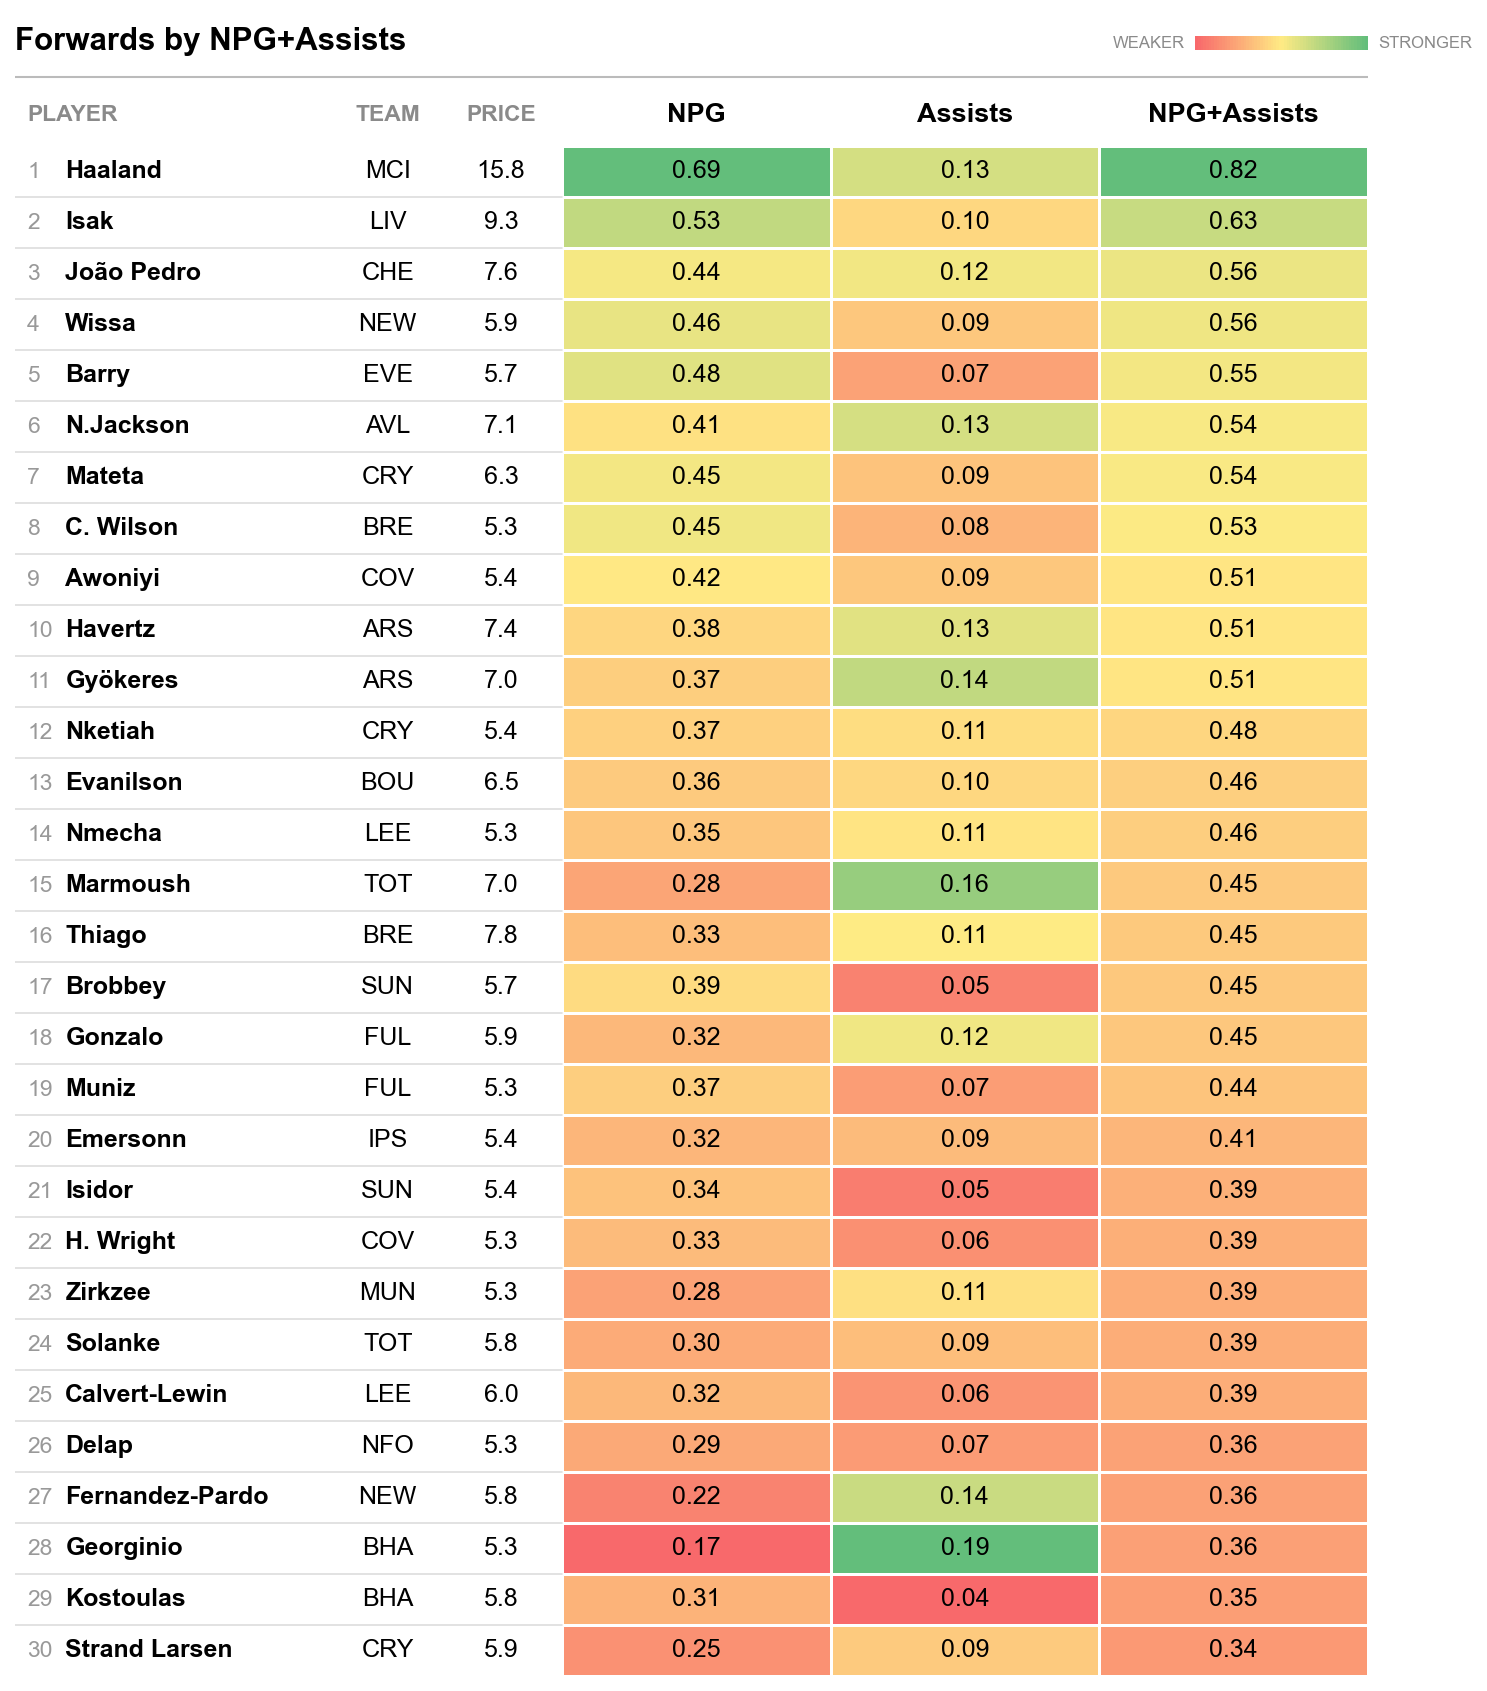 Forwards by NPG+Assists
WEAKER STRONGER
PLAYER TEAM PRICE NPG Assists NPG+Assists
1 Haaland MCI 15.8 0.69 0.13 0.82
2 Isak LIV 9.3 0.53 0.10 0.63
3 João Pedro CHE 7.6 0.44 0.12 0.56
4 Wissa NEW 5.9 0.46 0.09 0.56
5 Barry EVE 5.7 0.48 0.07 0.55
6 N.Jackson AVL 7.1 0.41 0.13 0.54
7 Mateta CRY 6.3 0.45 0.09 0.54
8 C. Wilson BRE 5.3 0.45 0.08 0.53
9 Awoniyi COV 5.4 0.42 0.09 0.51
10 Havertz ARS 7.4 0.38 0.13 0.51
11 Gyökeres ARS 7.0 0.37 0.14 0.51
12 Nketiah CRY 5.4 0.37 0.11 0.48
13 Evanilson BOU 6.5 0.36 0.10 0.46
14 Nmecha LEE 5.3 0.35 0.11 0.46
15 Marmoush TOT 7.0 0.28 0.16 0.45
16 Thiago BRE 7.8 0.33 0.11 0.45
17 Brobbey SUN 5.7 0.39 0.05 0.45
18 Gonzalo FUL 5.9 0.32 0.12 0.45
19 Muniz FUL 5.3 0.37 0.07 0.44
20 Emersonn IPS 5.4 0.32 0.09 0.41
21 Isidor SUN 5.4 0.34 0.05 0.39
22 H. Wright COV 5.3 0.33 0.06 0.39
23 Zirkzee MUN 5.3 0.28 0.11 0.39
24 Solanke TOT 5.8 0.30 0.09 0.39
25 Calvert-Lewin LEE 6.0 0.32 0.06 0.39
26 Delap NFO 5.3 0.29 0.07 0.36
27 Fernandez-Pardo NEW 5.8 0.22 0.14 0.36
28 Georginio BHA 5.3 0.17 0.19 0.36
29 Kostoulas BHA 5.8 0.31 0.04 0.35
30 Strand Larsen CRY 5.9 0.25 0.09 0.34